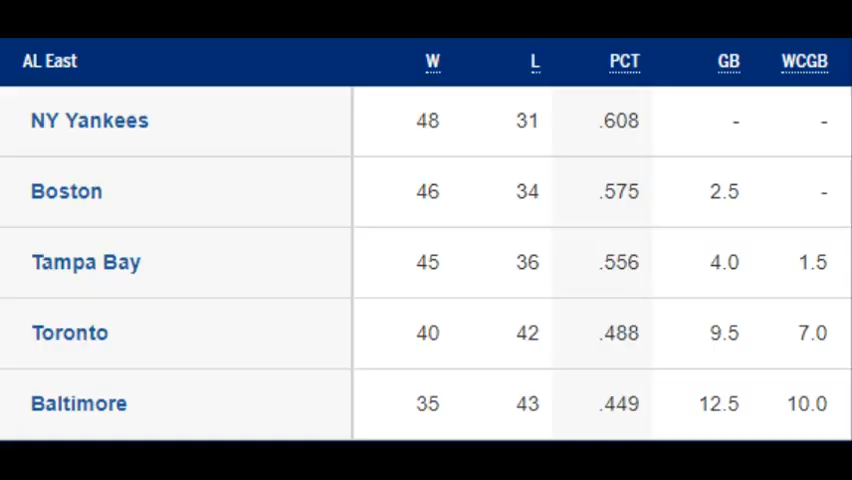 AL East W L PCT GB WCGB
NY Yankees 48 31 .608 - -
Boston 46 34 .575 2.5 -
Tampa Bay 45 36 .556 4.0 1.5
Toronto 40 42 .488 9.5 7.0
Baltimore 35 43 .449 12.5 10.0